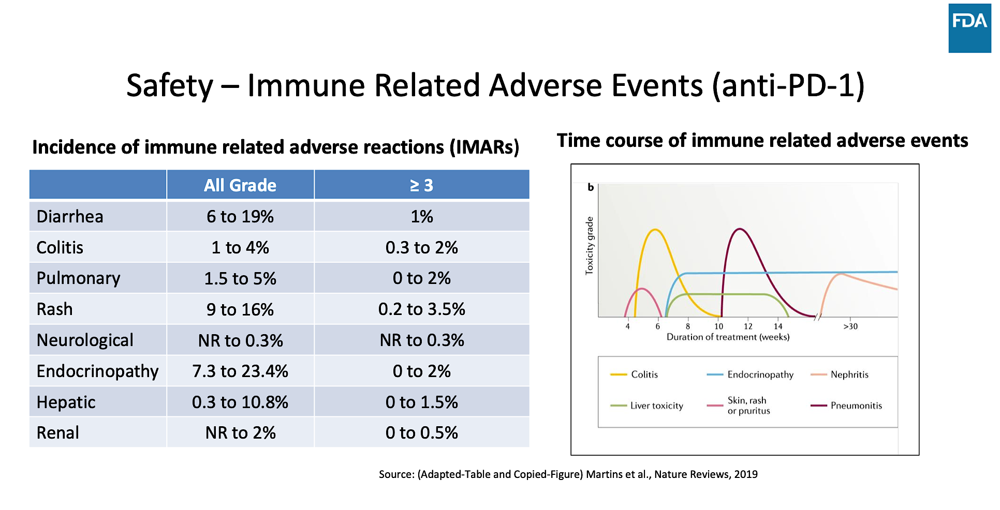 FDA
Safety – Immune Related Adverse Events (anti-PD-1)
Incidence of immune related adverse reactions (IMARs)
All Grade ≥ 3
Diarrhea 6 to 19% 1%
Colitis 1 to 4% 0.3 to 2%
Pulmonary 1.5 to 5% 0 to 2%
Rash 9 to 16% 0.2 to 3.5%
Neurological NR to 0.3% NR to 0.3%
Endocrinopathy 7.3 to 23.4% 0 to 2%
Hepatic 0.3 to 10.8% 0 to 1.5%
Renal NR to 2% 0 to 0.5%
Time course of immune related adverse events
b
Toxicity grade
4 6 8 10 12 14 >30
Duration of treatment (weeks)
Colitis Endocrinopathy Nephritis
Liver toxicity Skin, rash
or pruritus Pneumonitis
Source: (Adapted-Table and Copied-Figure) Martins et al., Nature Reviews, 2019